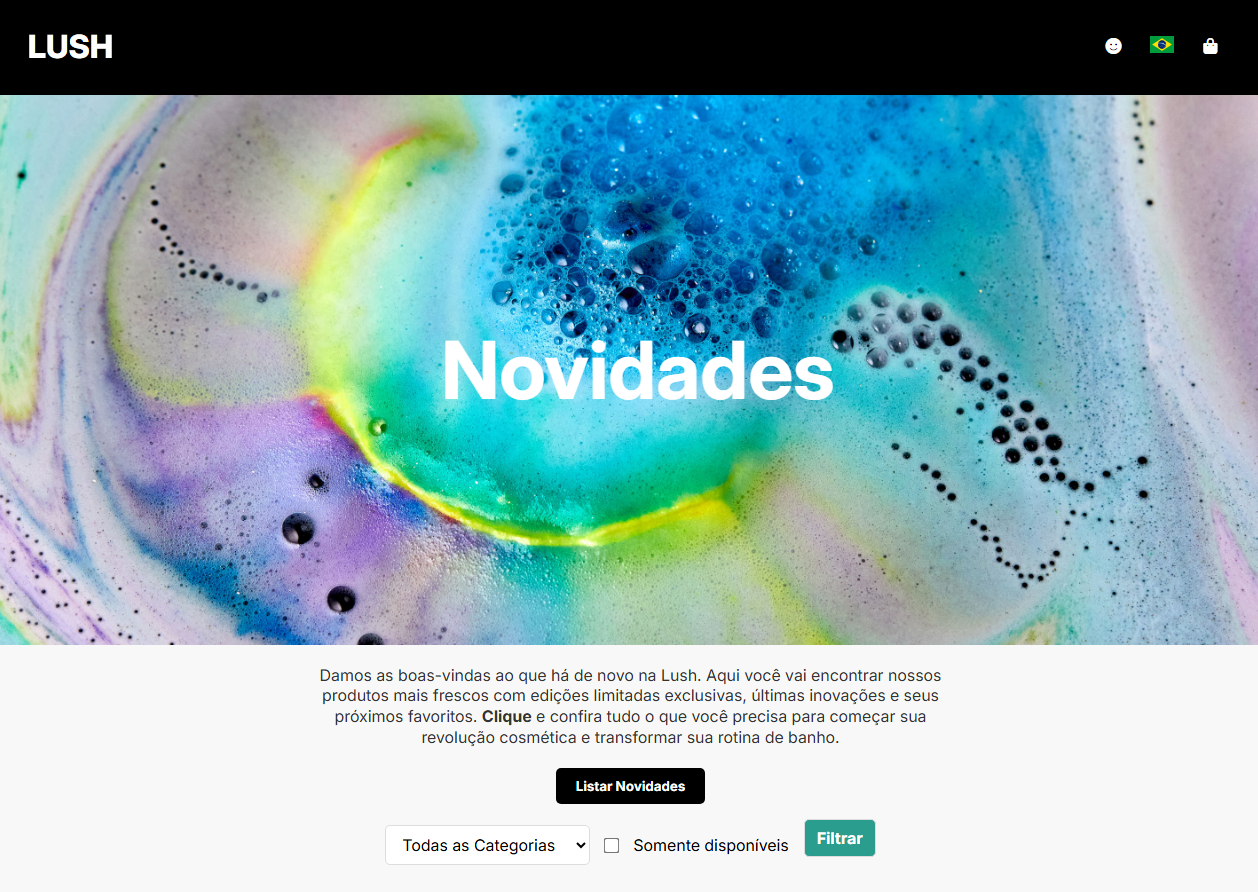 LUSH
Novidades
Damos as boas-vindas ao que há de novo na Lush. Aqui você vai encontrar nossos
produtos mais frescos com edições limitadas exclusivas, últimas inovações e seus
próximos favoritos. Clique e confira tudo o que você precisa para começar sua
revolução cosmética e transformar sua rotina de banho.
Listar Novidades
Todas as Categorias
Somente disponíveis
Filtrar